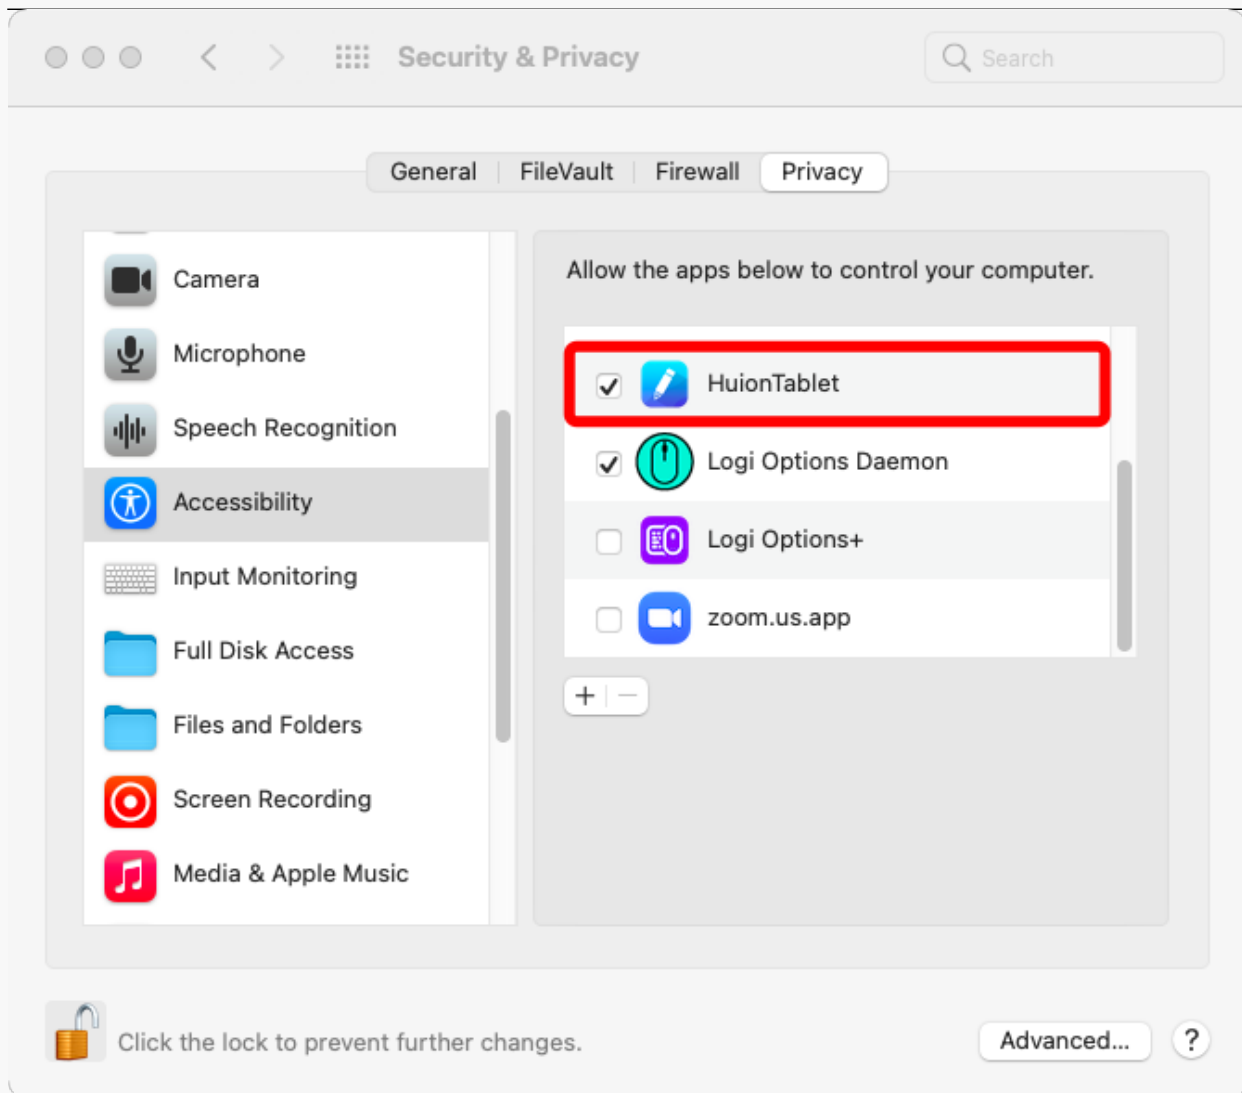 Security & Privacy
Search
General
FileVault
Firewall
Privacy
Camera
Microphone
Speech Recognition
Accessibility
Input Monitoring
Full Disk Access
Files and Folders
Screen Recording
Media & Apple Music
Allow the apps below to control your computer.
HuionTablet
Logi Options Daemon
Logi Options+
zoom.us.app
Click the lock to prevent further changes.
Advanced...
?